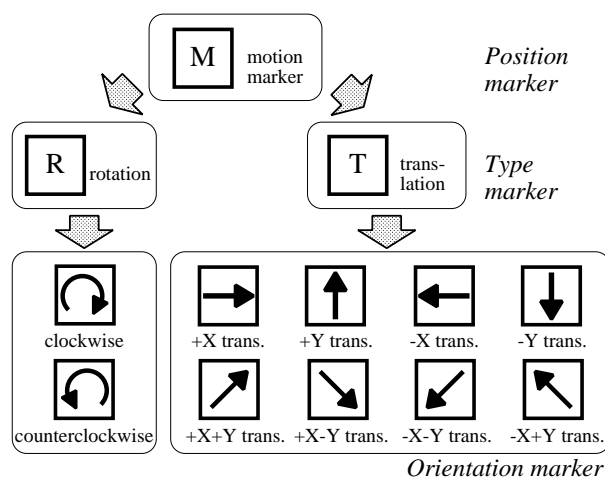 M
motion
marker
Position
marker
R
rotation
T
trans-
lation
Type
marker
clockwise
+X trans.
+Y trans.
-X trans.
-Y trans.
counterclockwise
+X+Y trans.
+X-Y trans.
-X-Y trans.
-X+Y trans.
Orientation marker